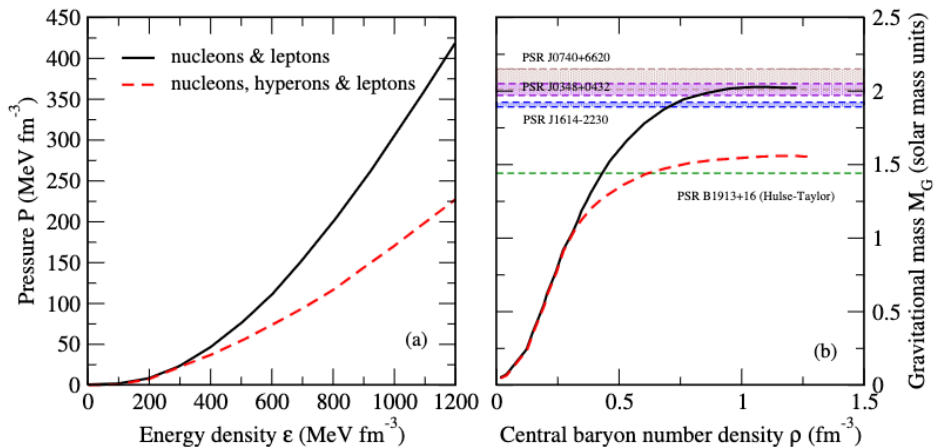 450
400
350
300
250
200
150
100
50
0
Pressure P (MeV fm⁻³)
nucleons & leptons
nucleons, hyperons & leptons
(a)
0 200 400 600 800 1000 1200
Energy density ε (MeV fm⁻³)
PSR J0740+6620
PSR J0348+0432
PSR J1614-2230
PSR B1913+16 (Hulse-Taylor)
(b)
0 0.5 1 1.5
Central baryon number density ρ (fm⁻³)
2.5
2
1.5
1
0.5
0
Gravitational mass M_G (solar mass units)